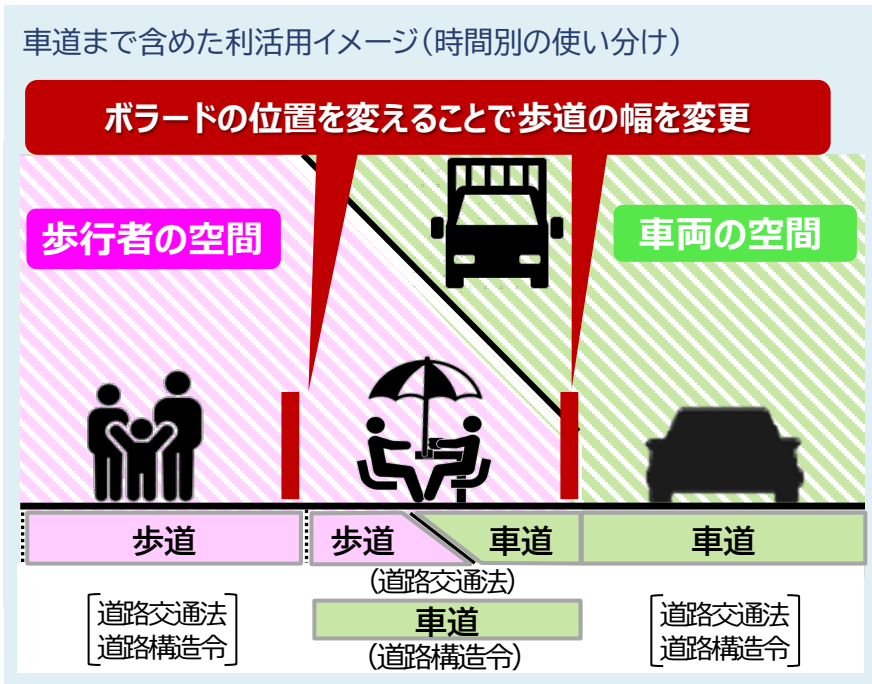 車道まで含めた利活用イメージ(時間別の使い分け)
ボラードの位置を変えることで歩道の幅を変更
歩行者の空間
車両の空間
歩道
歩道
車道
車道
(道路交通法)
道路交通法
道路構造令
車道
(道路構造令)
道路交通法
道路構造令